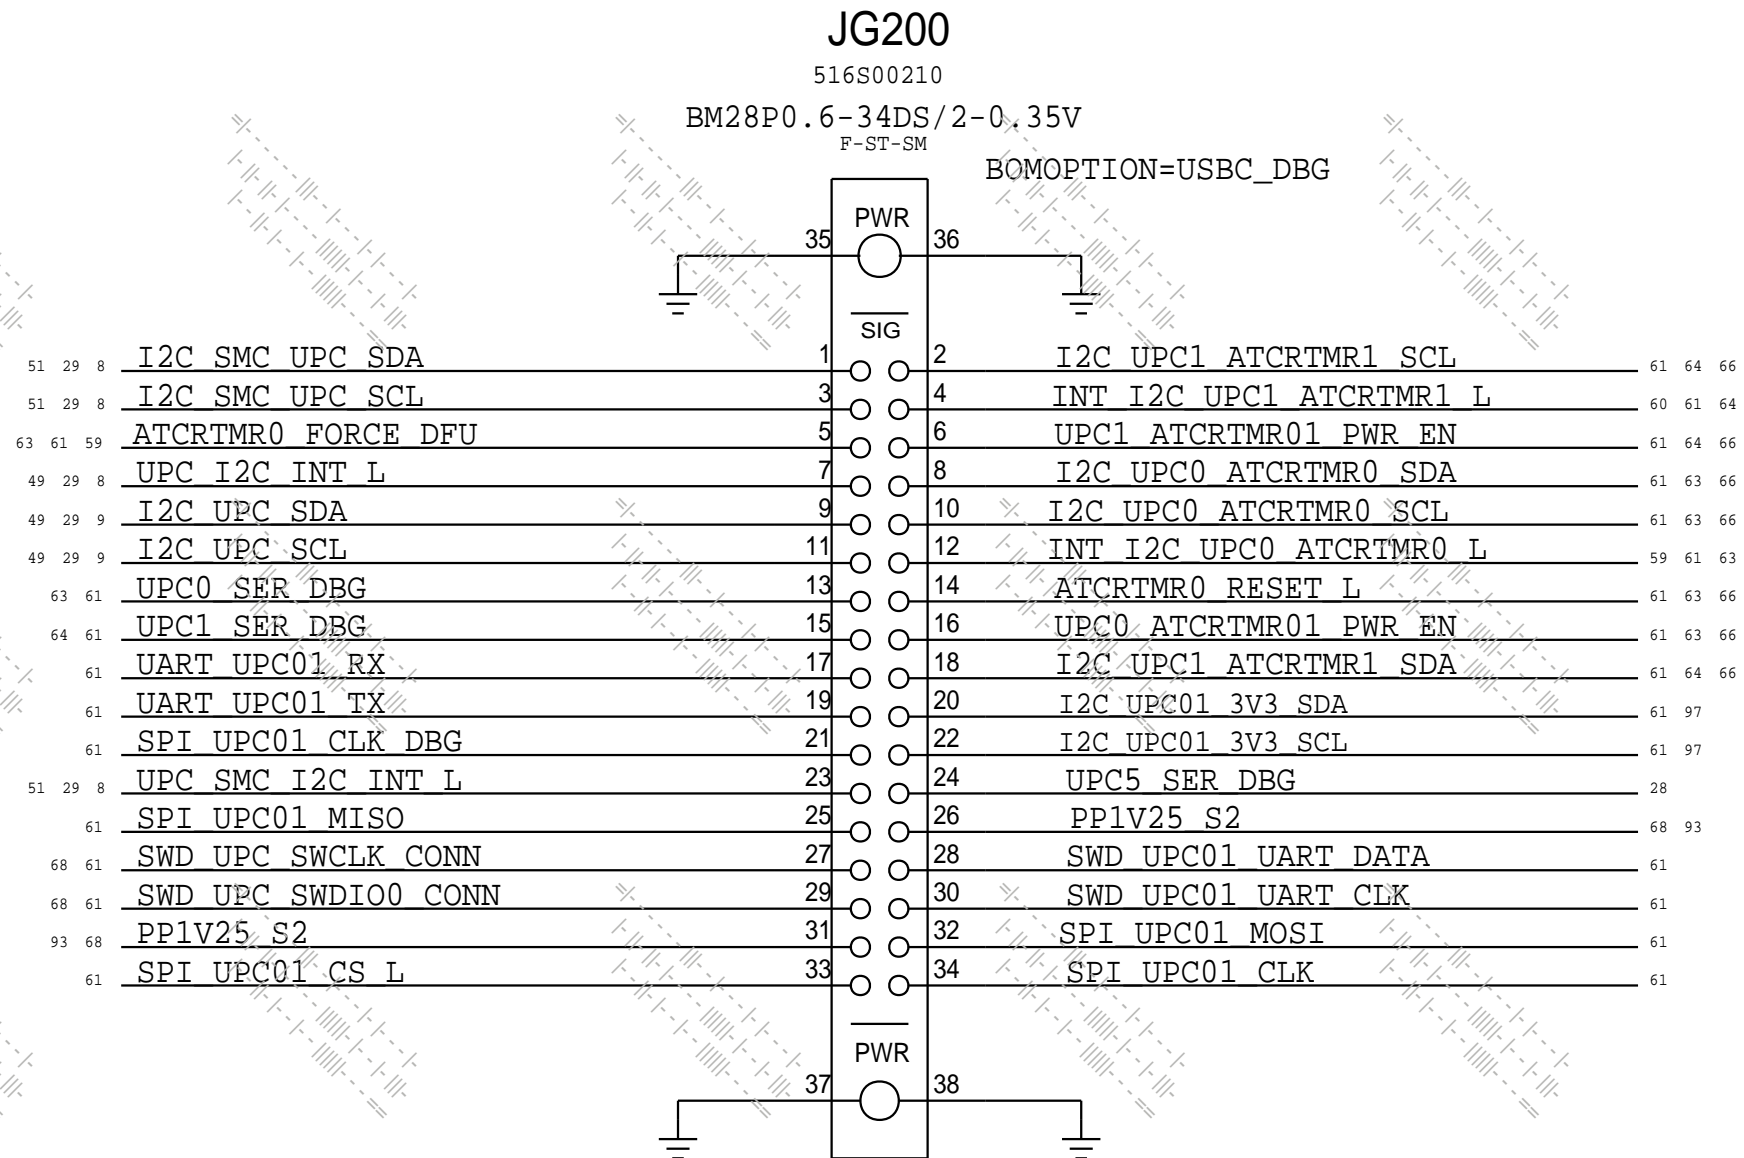 JG200
516S00210
BM28P0.6-34DS/2-0.35V
F-ST-SM
BOMOPTION=USBC_DBG
PWR
35 36
SIG
51 29 8 I2C_SMC_UPC_SDA 1 2 I2C_UPC1_ATCRTMR1_SCL 61 64 66
51 29 8 I2C_SMC_UPC_SCL 3 4 INT_I2C_UPC1_ATCRTMR1_L 60 61 64
63 61 59 ATCRTMR0_FORCE_DFU 5 6 UPC1_ATCRTMR01_PWR_EN 61 64 66
49 29 8 UPC_I2C_INT_L 7 8 I2C_UPC0_ATCRTMR0_SDA 61 63 66
49 29 9 I2C_UPC_SDA 9 10 I2C_UPC0_ATCRTMR0_SCL 61 63 66
49 29 9 I2C_UPC_SCL 11 12 INT_I2C_UPC0_ATCRTMR0_L 59 61 63
63 61 UPC0_SER_DBG 13 14 ATCRTMR0_RESET_L 61 63 66
64 61 UPC1_SER_DBG 15 16 UPC0_ATCRTMR01_PWR_EN 61 63 66
61 UART_UPC01_RX 17 18 I2C_UPC1_ATCRTMR1_SDA 61 64 66
61 UART_UPC01_TX 19 20 I2C_UPC01_3V3_SDA 61 97
61 SPI_UPC01_CLK_DBG 21 22 I2C_UPC01_3V3_SCL 61 97
51 29 8 UPC_SMC_I2C_INT_L 23 24 UPC5_SER_DBG 28
61 SPI_UPC01_MISO 25 26 PP1V25_S2 68 93
68 61 SWD_UPC_SWCLK_CONN 27 28 SWD_UPC01_UART_DATA 61
68 61 SWD_UPC_SWDIO0_CONN 29 30 SWD_UPC01_UART_CLK 61
93 68 PP1V25_S2 31 32 SPI_UPC01_MOSI 61
61 SPI_UPC01_CS_L 33 34 SPI_UPC01_CLK 61
PWR
37 38